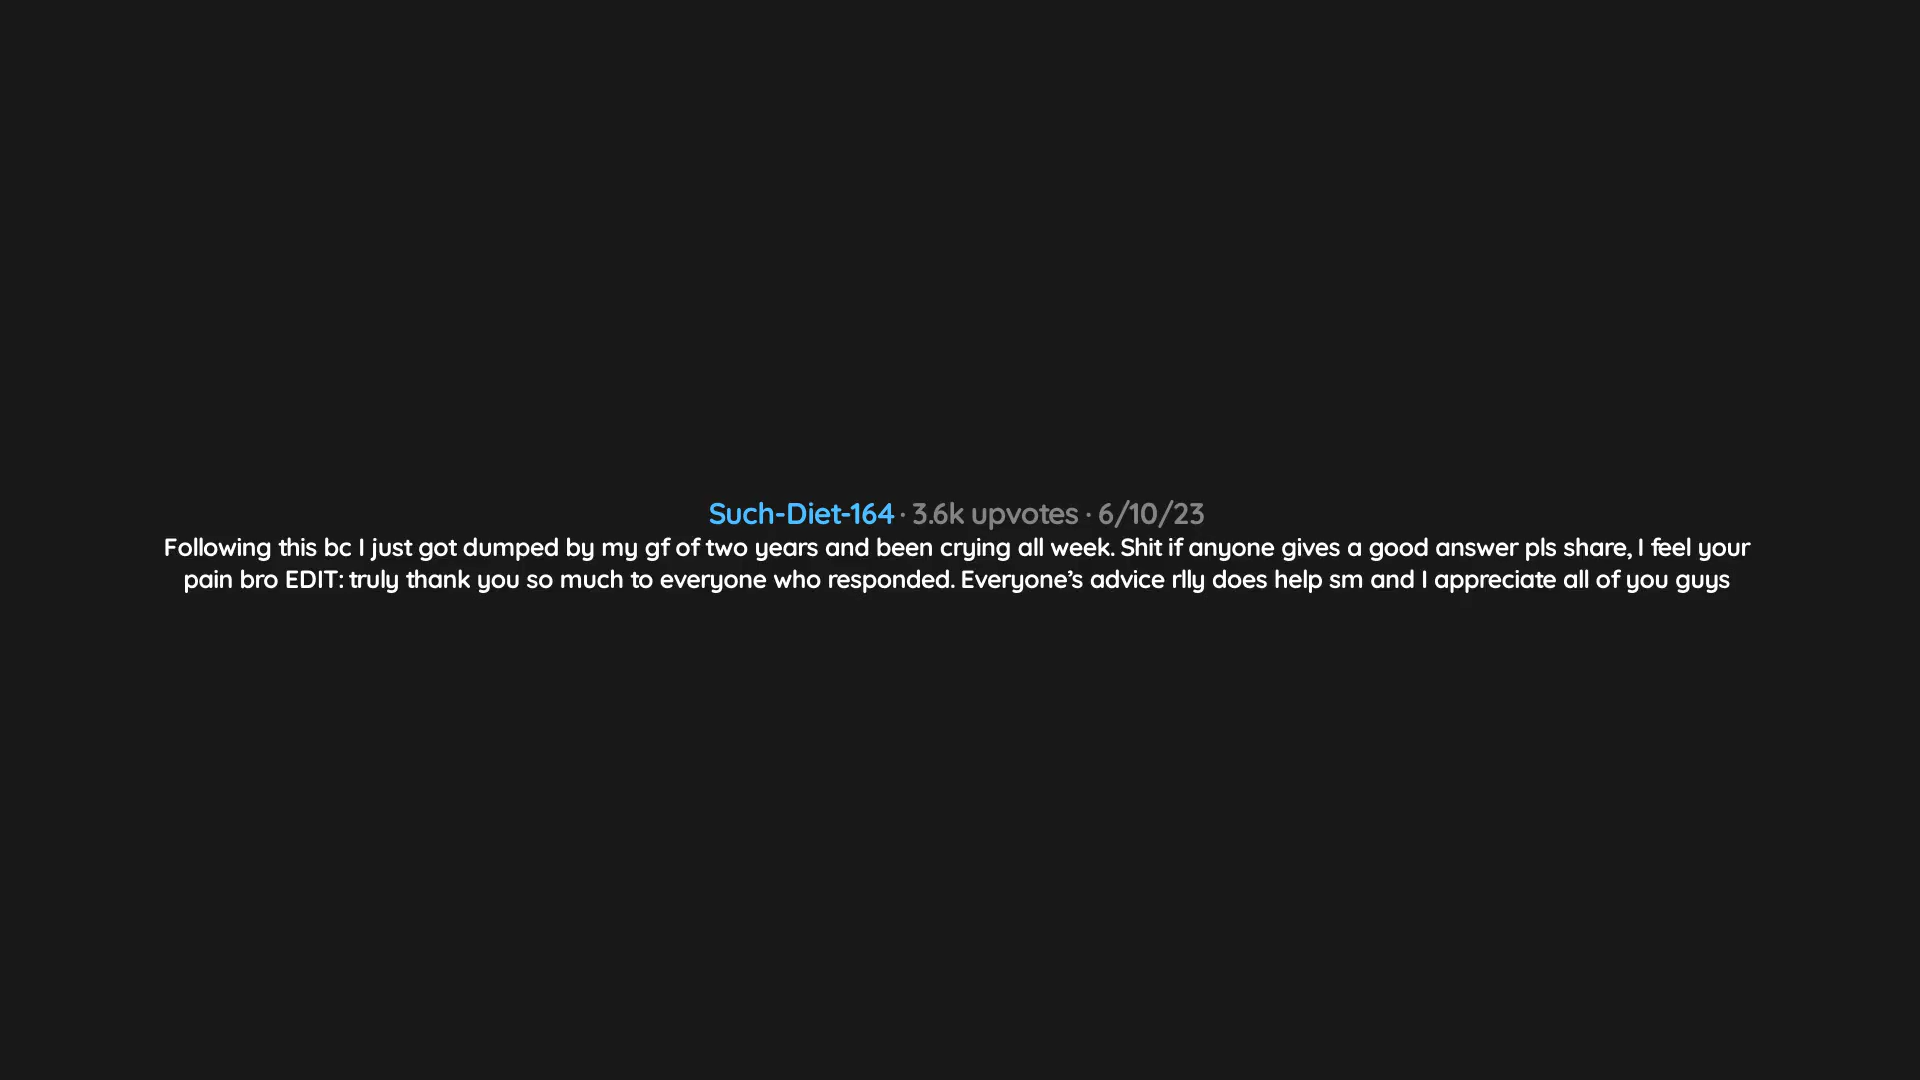 Such-Diet-164 · 3.6k upvotes · 6/10/23
Following this bc I just got dumped by my gf of two years and been crying all week. Shit if anyone gives a good answer pls share, I feel your
pain bro EDIT: truly thank you so much to everyone who responded. Everyone’s advice rlly does help sm and I appreciate all of you guys